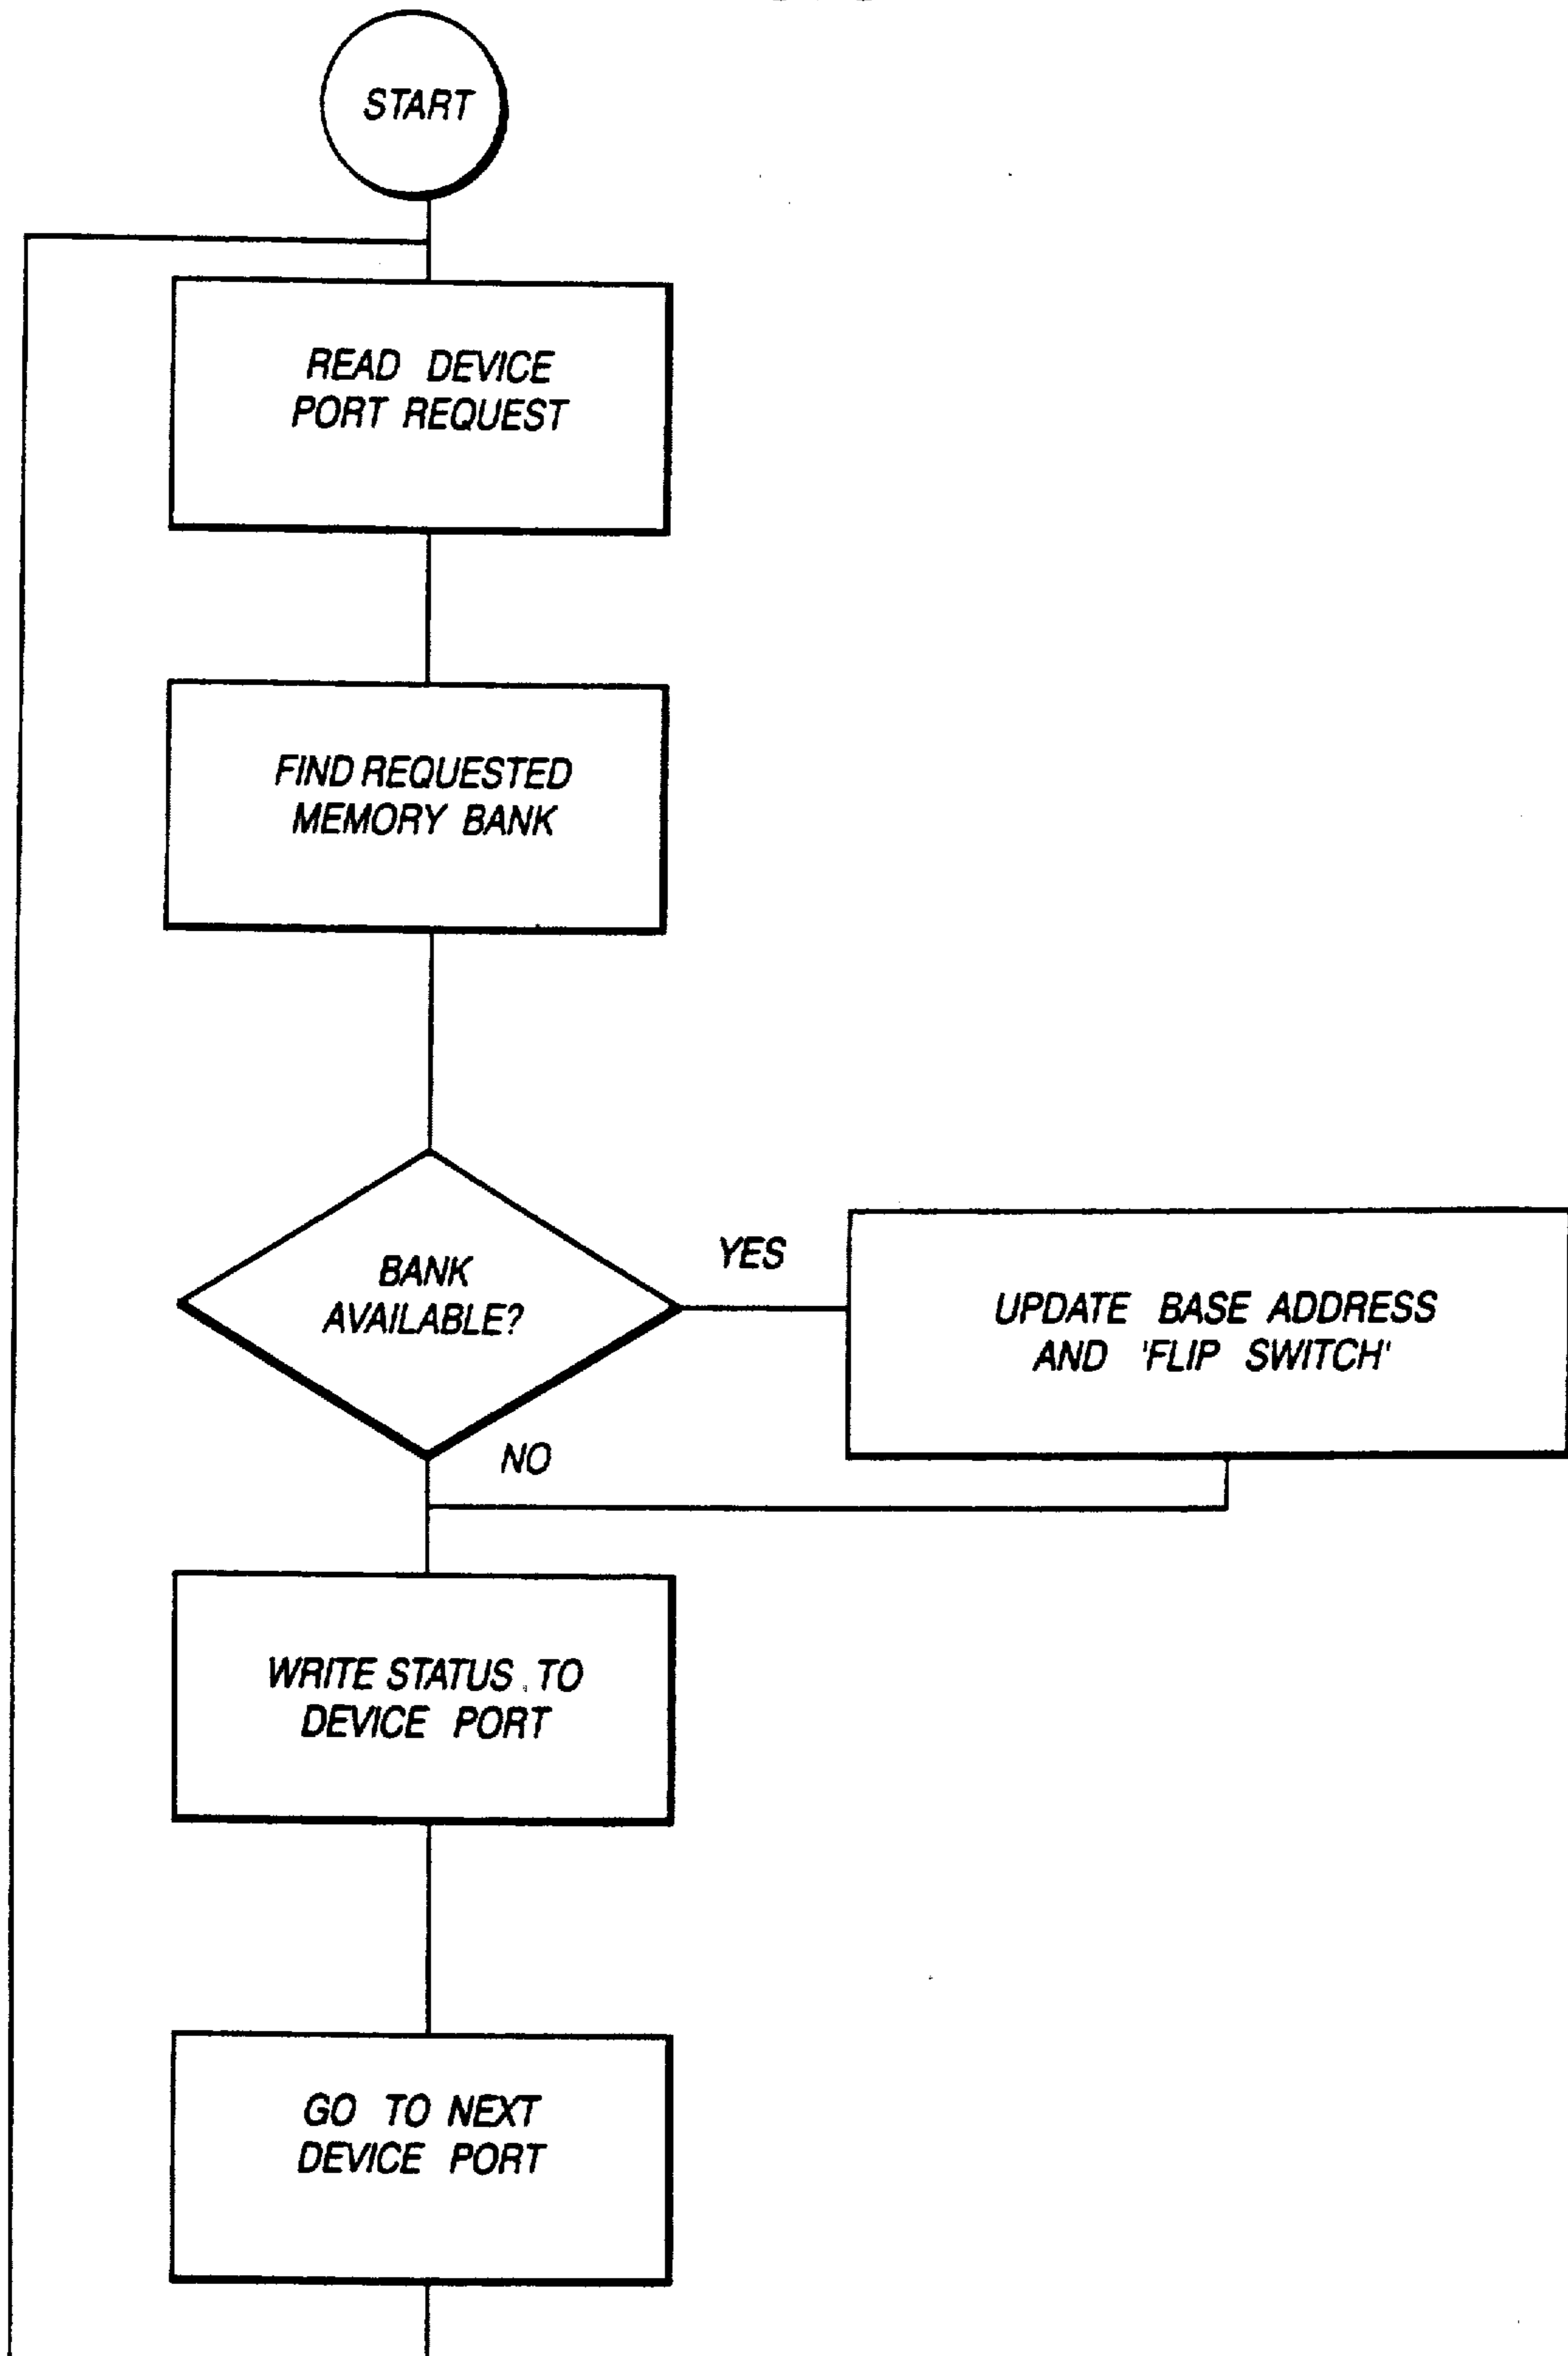 START
READ DEVICE
PORT REQUEST
FIND REQUESTED
MEMORY BANK
BANK
AVAILABLE?
YES
UPDATE BASE ADDRESS
AND 'FLIP SWITCH'
NO
WRITE STATUS TO
DEVICE PORT
GO TO NEXT
DEVICE PORT